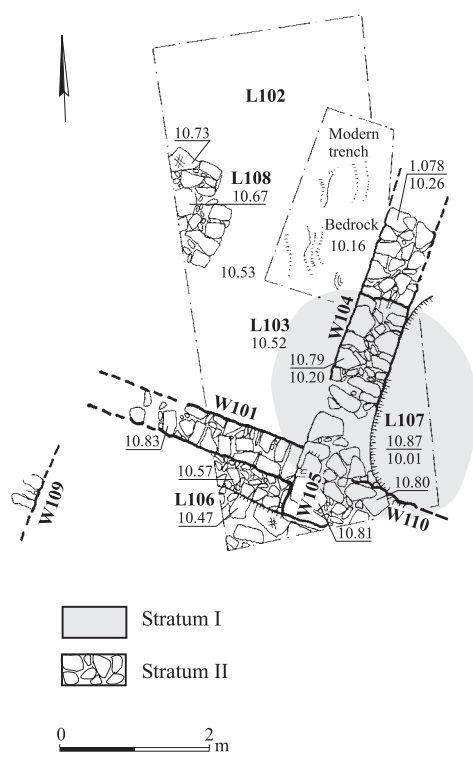 L102
10.73
Modern
trench
L108
10.67
1.078
10.26
Bedrock
10.16
10.53
W104
L103
10.52
10.79
10.20
W101
L107
10.87
10.01
10.83
10.57
10.80
W105
L106
10.47
W109
W110
10.81
Stratum I
Stratum II
0 2
m